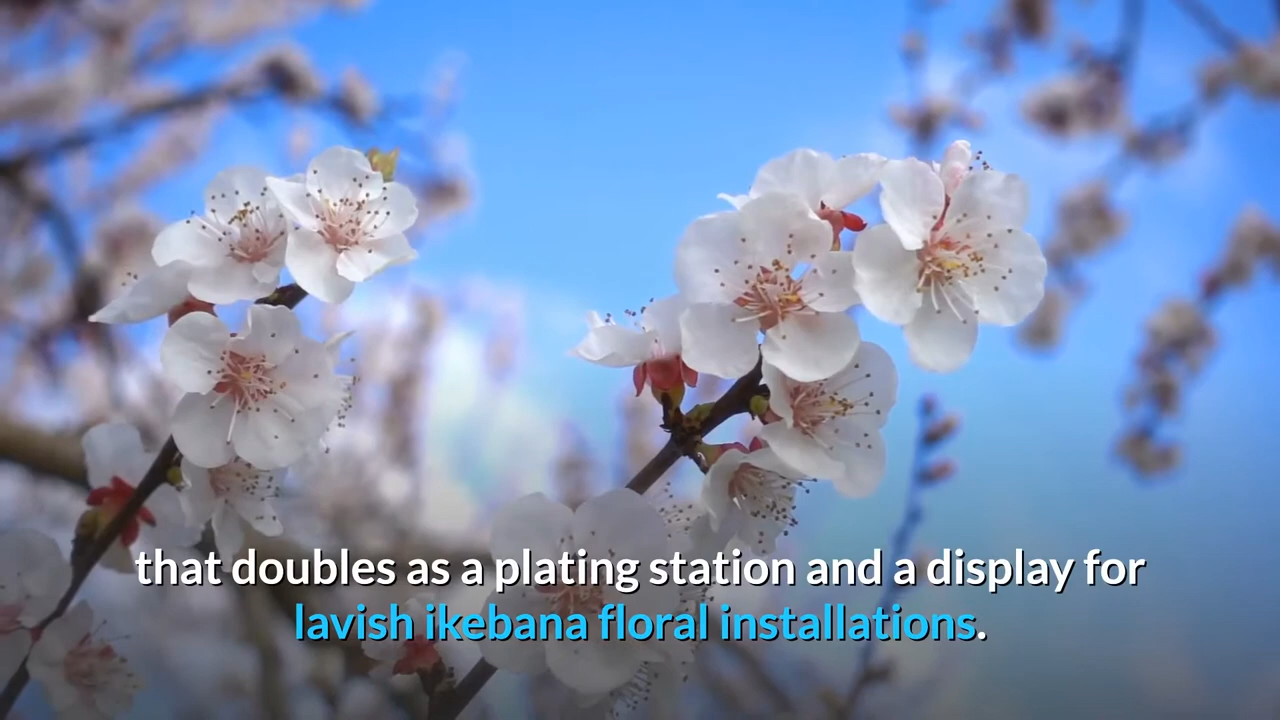 that doubles as a plating station and a display for
lavish ikebana floral installations.